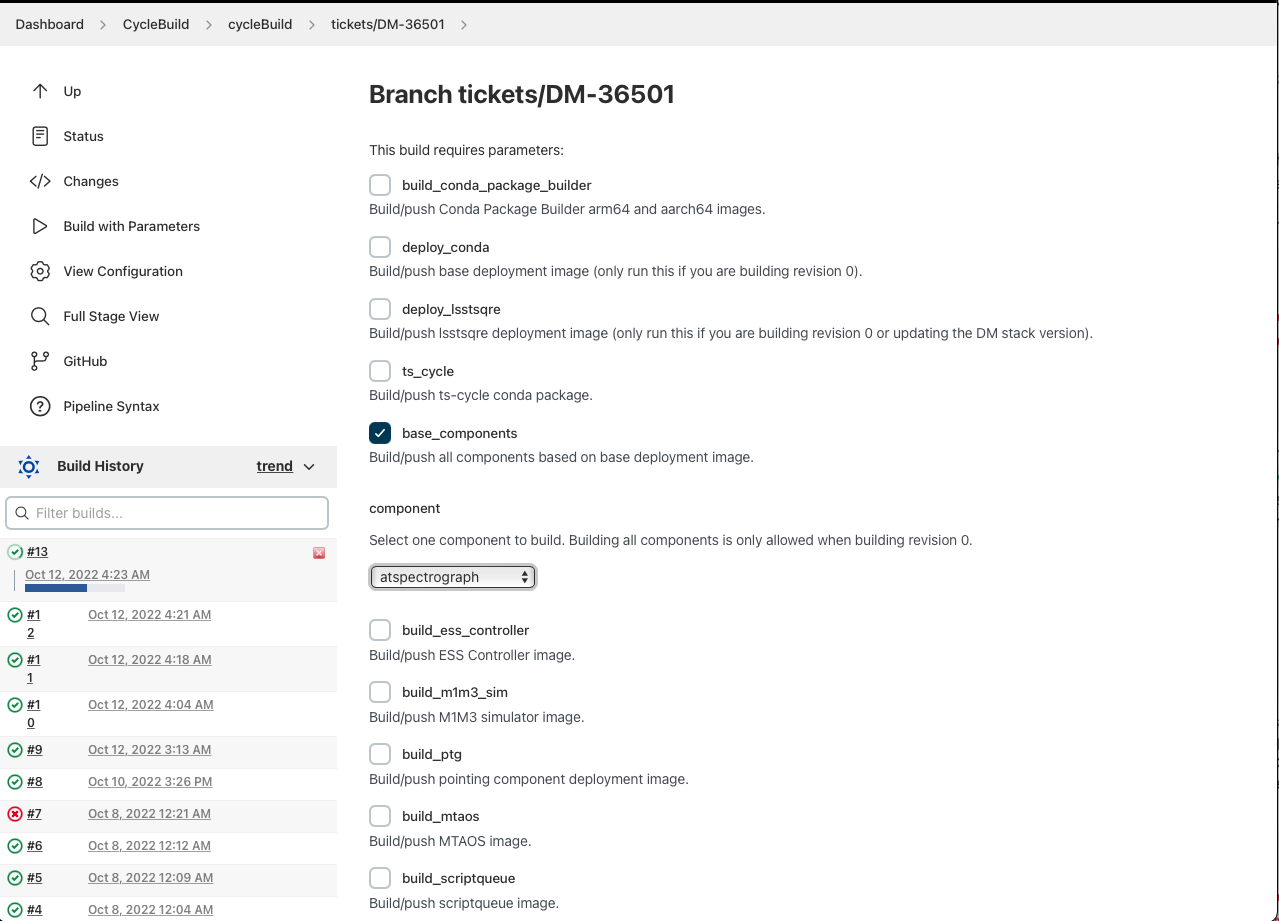 Dashboard > CycleBuild > cycleBuild > tickets/DM-36501 >
Up
Status
Changes
Build with Parameters
View Configuration
Full Stage View
GitHub
Pipeline Syntax
Build History
trend
Filter builds...
#13
Oct 12, 2022 4:23 AM
#1 Oct 12, 2022 4:21 AM
2
#1 Oct 12, 2022 4:18 AM
1
#1 Oct 12, 2022 4:04 AM
0
#9 Oct 12, 2022 3:13 AM
#8 Oct 10, 2022 3:26 PM
#7 Oct 8, 2022 12:21 AM
#6 Oct 8, 2022 12:12 AM
#5 Oct 8, 2022 12:09 AM
#4 Oct 8, 2022 12:04 AM
Branch tickets/DM-36501
This build requires parameters:
build_conda_package_builder
Build/push Conda Package Builder arm64 and aarch64 images.
deploy_conda
Build/push base deployment image (only run this if you are building revision 0).
deploy_lsstsqre
Build/push lsstsqre deployment image (only run this if you are building revision 0 or updating the DM stack version).
ts_cycle
Build/push ts-cycle conda package.
base_components
Build/push all components based on base deployment image.
component
Select one component to build. Building all components is only allowed when building revision 0.
atspectrograph
build_ess_controller
Build/push ESS Controller image.
build_m1m3_sim
Build/push M1M3 simulator image.
build_ptg
Build/push pointing component deployment image.
build_mtaos
Build/push MTAOS image.
build_scriptqueue
Build/push scriptqueue image.